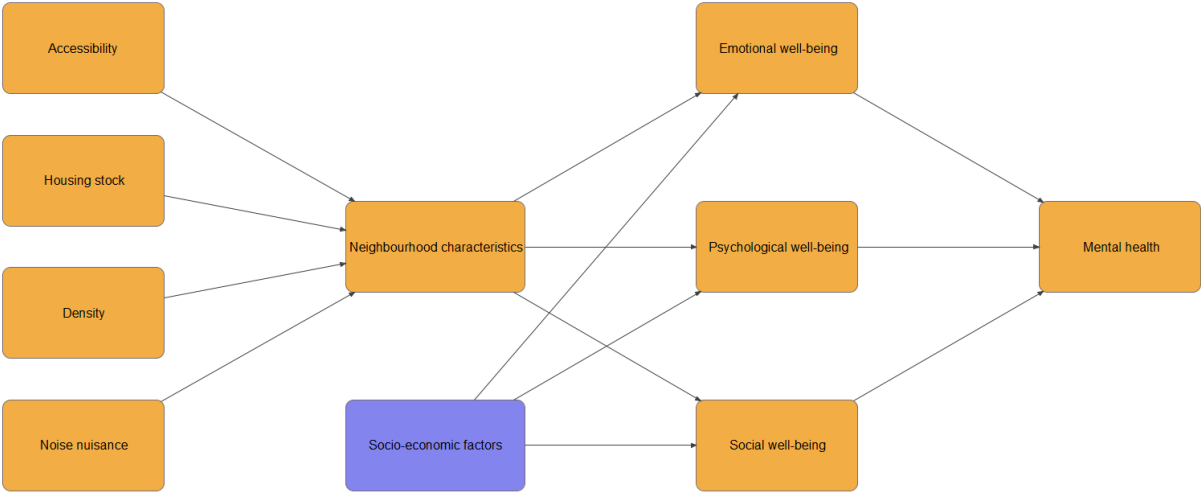 Accessibility
Housing stock
Density
Noise nuisance
Neighbourhood characteristics
Socio-economic factors
Emotional well-being
Psychological well-being
Social well-being
Mental health